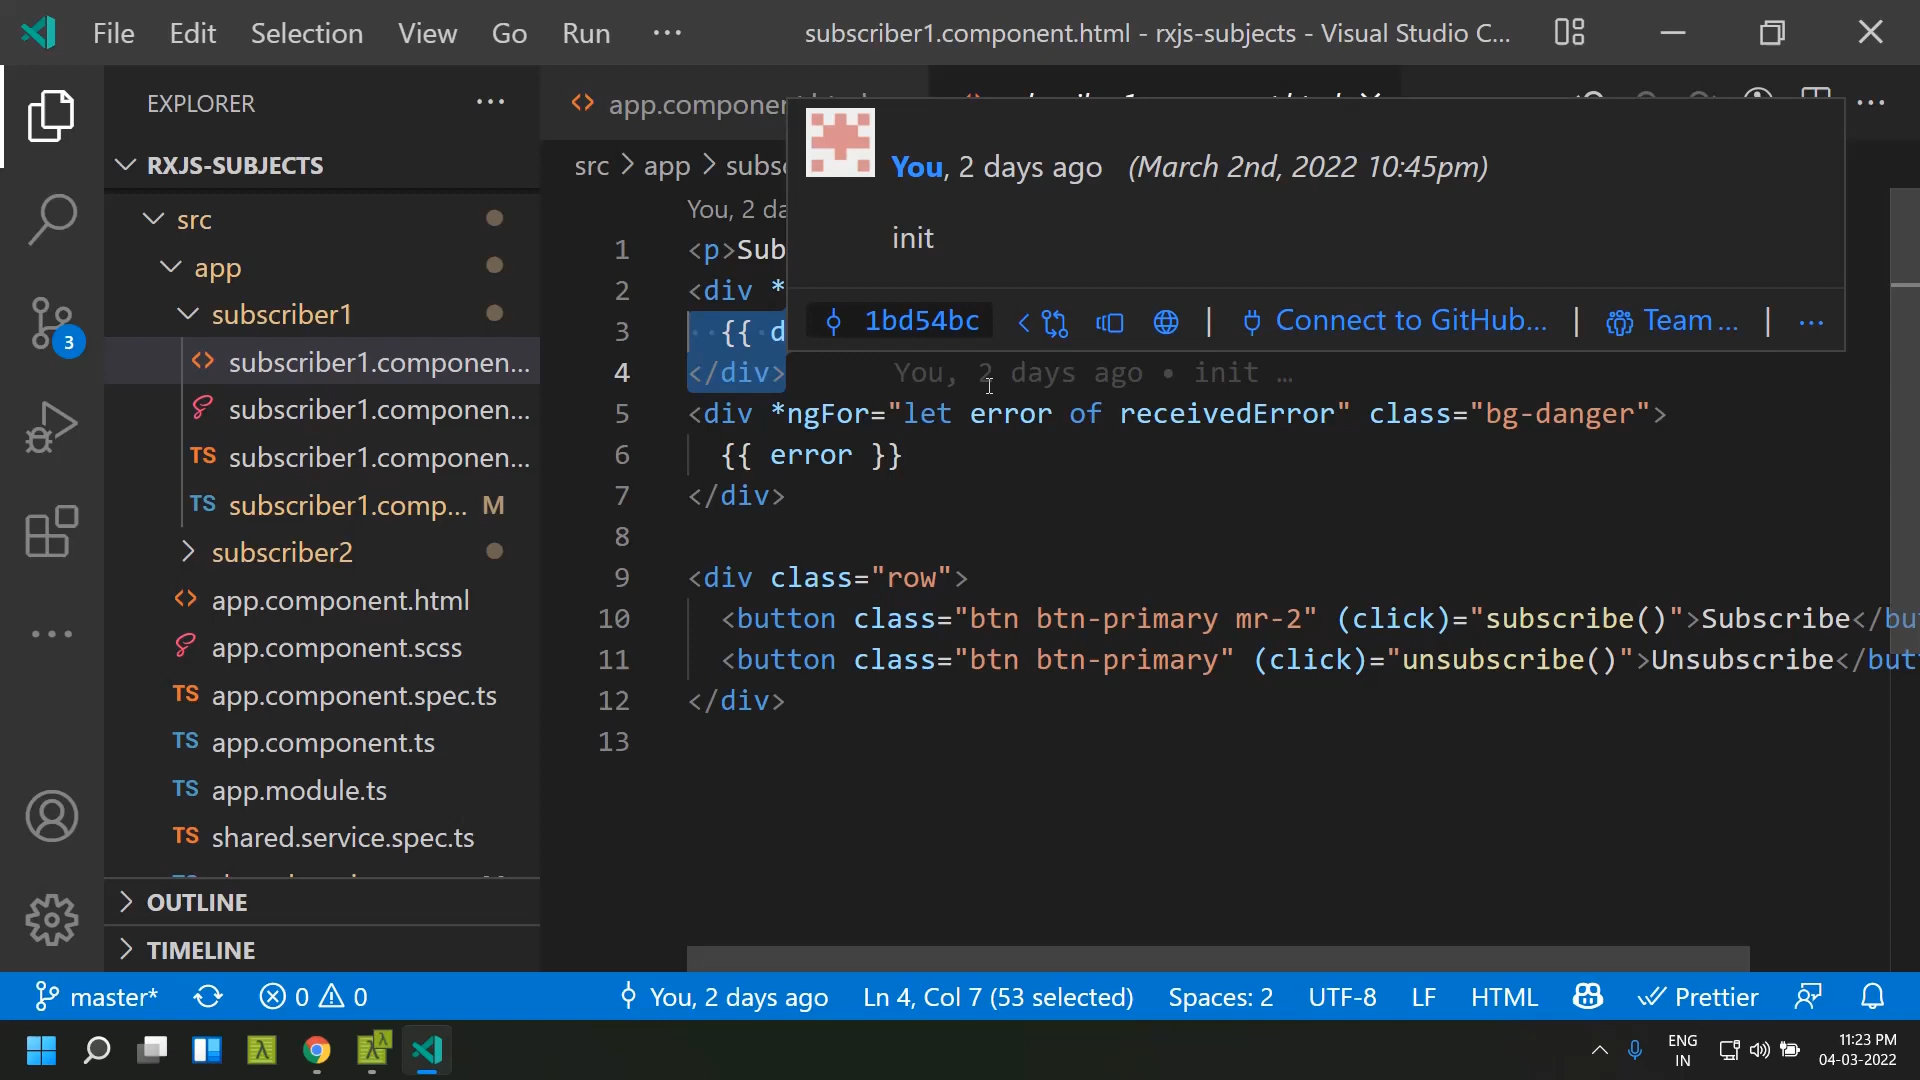 File Edit Selection View Go Run ··· subscriber1.component.html - rxjs-subjects - Visual Studio C...
EXPLORER ···
RXJS-SUBJECTS
src
app
subscriber1
subscriber1.componen...
subscriber1.componen...
TS subscriber1.componen...
TS subscriber1.comp... M
subscriber2
app.component.html
app.component.scss
TS app.component.spec.ts
TS app.component.ts
TS app.module.ts
TS shared.service.spec.ts
OUTLINE
TIMELINE
3
src > app >
You, 2 days ago (March 2nd, 2022 10:45pm)
init
1bd54bc | Connect to GitHub... | Team... | ···
You, 2
1 <p>Sub
2 <div *
3 {{ d
4 </div> You, 2 days ago • init …
5 <div *ngFor="let error of receivedError" class="bg-danger">
6 {{ error }}
7 </div>
8
9 <div class="row">
10 <button class="btn btn-primary mr-2" (click)="subscribe()">Subscribe</bu
11 <button class="btn btn-primary" (click)="unsubscribe()">Unsubscribe</but
12 </div>
13
master* 0 0 You, 2 days ago Ln 4, Col 7 (53 selected) Spaces: 2 UTF-8 LF HTML Prettier
ENG
IN
11:23 PM
04-03-2022